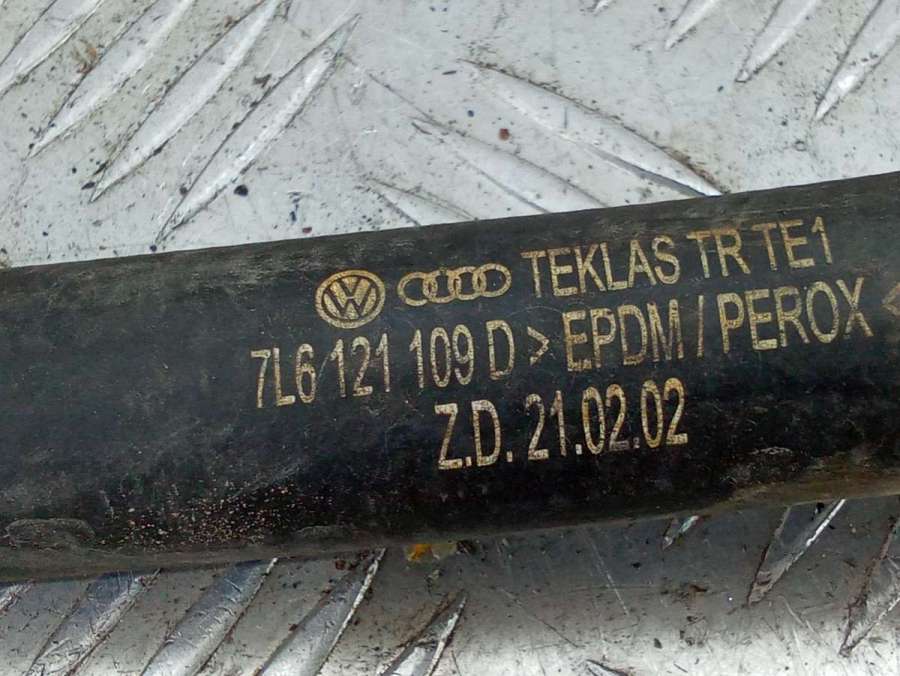 TEKLAS TR TE1
7L6 121 109 D > EPDM / PEROX <
Z.D. 21.02.02